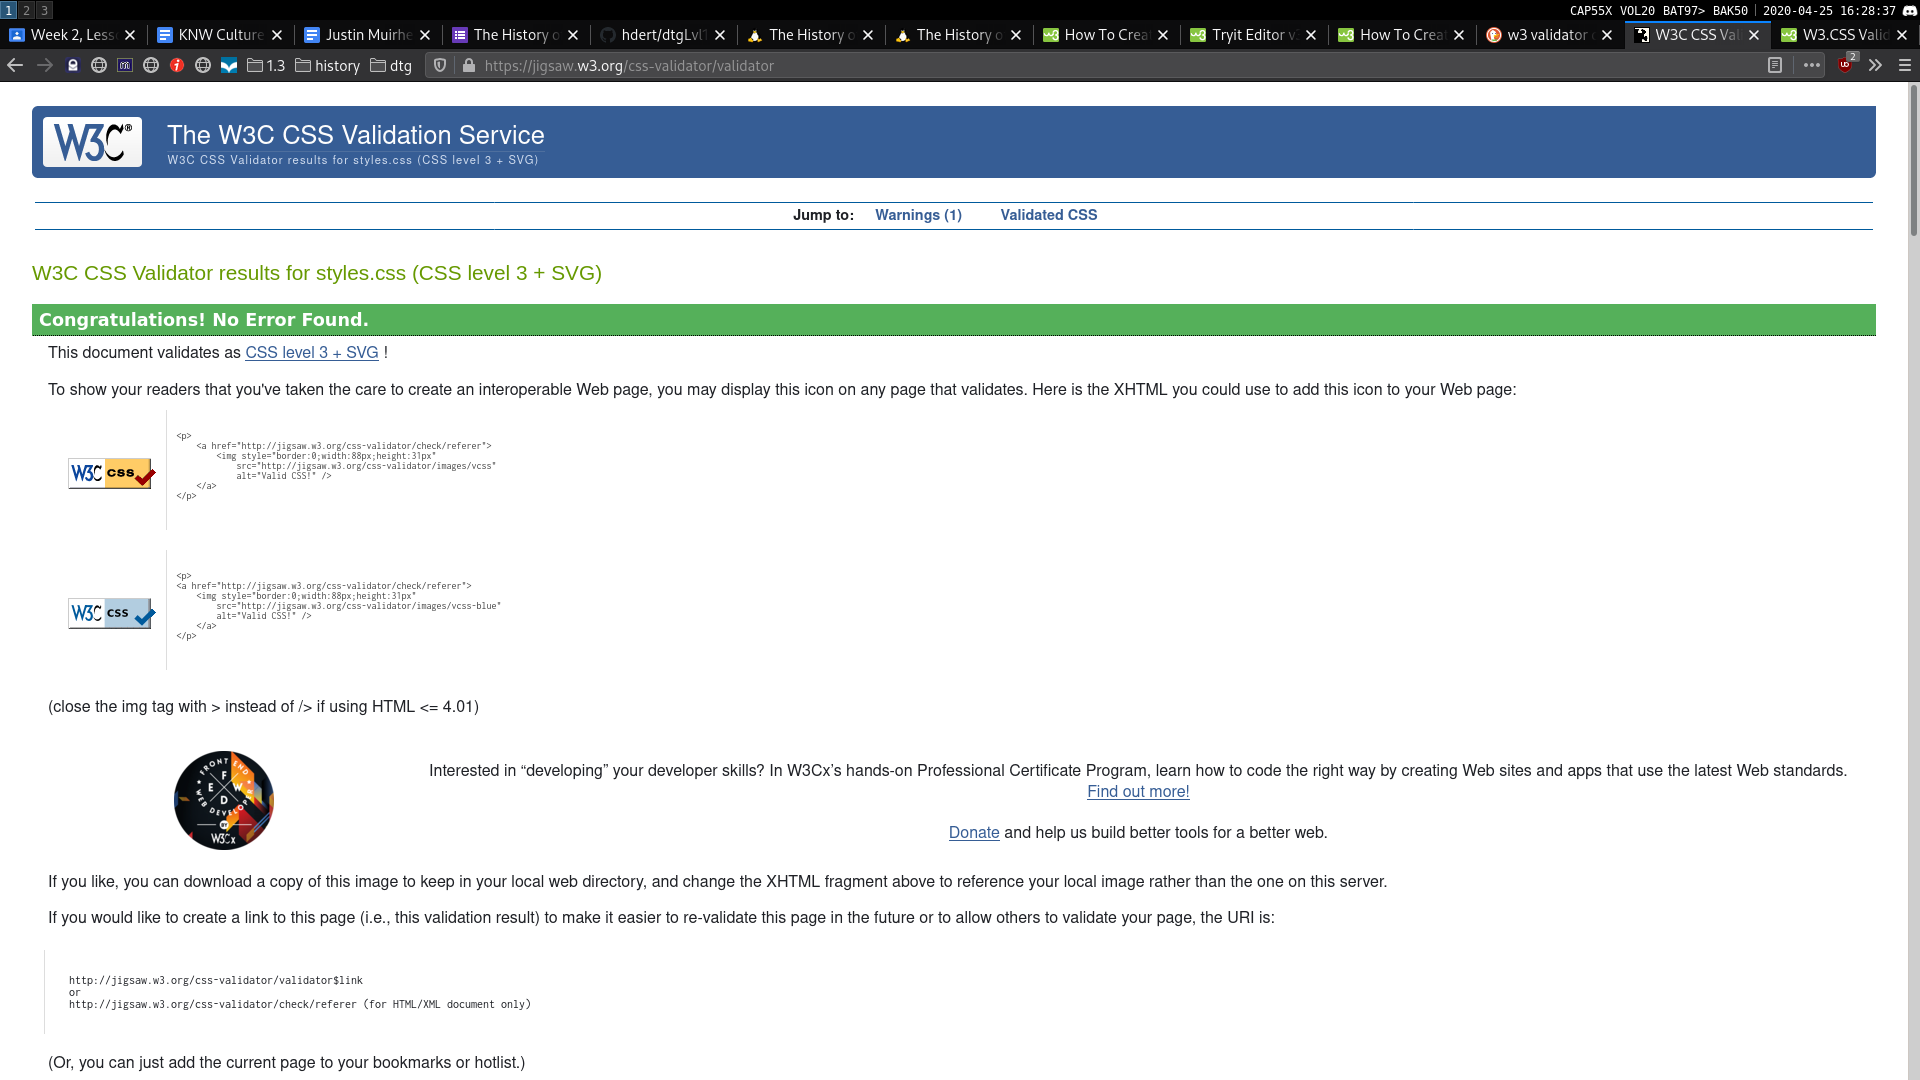 1 2 3
CAP55X VOL20 BAT97> BAK50 2020-04-25 16:28:37
Week 2, Less
KNW Culture
Justin Muirhe
The History o
hdert/dtgLvl1
The History o
The History o
How To Crea
Tryit Editor v
How To Crea
w3 validator
W3C CSS Val
W3.CSS Valid
1.3 history dtg
https://jigsaw.w3.org/css-validator/validator
2
W3C®
The W3C CSS Validation Service
W3C CSS Validator results for styles.css (CSS level 3 + SVG)
Jump to: Warnings (1) Validated CSS
W3C CSS Validator results for styles.css (CSS level 3 + SVG)
Congratulations! No Error Found.
This document validates as CSS level 3 + SVG !
To show your readers that you've taken the care to create an interoperable Web page, you may display this icon on any page that validates. Here is the XHTML you could use to add this icon to your Web page:
W3C css
<p>
<a href="http://jigsaw.w3.org/css-validator/check/referer">
<img style="border:0;width:88px;height:31px"
src="http://jigsaw.w3.org/css-validator/images/vcss"
alt="Valid CSS!" />
</a>
</p>
W3C css
<p>
<a href="http://jigsaw.w3.org/css-validator/check/referer">
<img style="border:0;width:88px;height:31px"
src="http://jigsaw.w3.org/css-validator/images/vcss-blue"
alt="Valid CSS!" />
</a>
</p>
(close the img tag with > instead of /> if using HTML <= 4.01)
FRONT END
F E W D
WEB DEVELOPER
W3Cx
Interested in “developing” your developer skills? In W3Cx’s hands-on Professional Certificate Program, learn how to code the right way by creating Web sites and apps that use the latest Web standards.
Find out more!
Donate and help us build better tools for a better web.
If you like, you can download a copy of this image to keep in your local web directory, and change the XHTML fragment above to reference your local image rather than the one on this server.
If you would like to create a link to this page (i.e., this validation result) to make it easier to re-validate this page in the future or to allow others to validate your page, the URI is:
http://jigsaw.w3.org/css-validator/validator$link
or
http://jigsaw.w3.org/css-validator/check/referer (for HTML/XML document only)
(Or, you can just add the current page to your bookmarks or hotlist.)